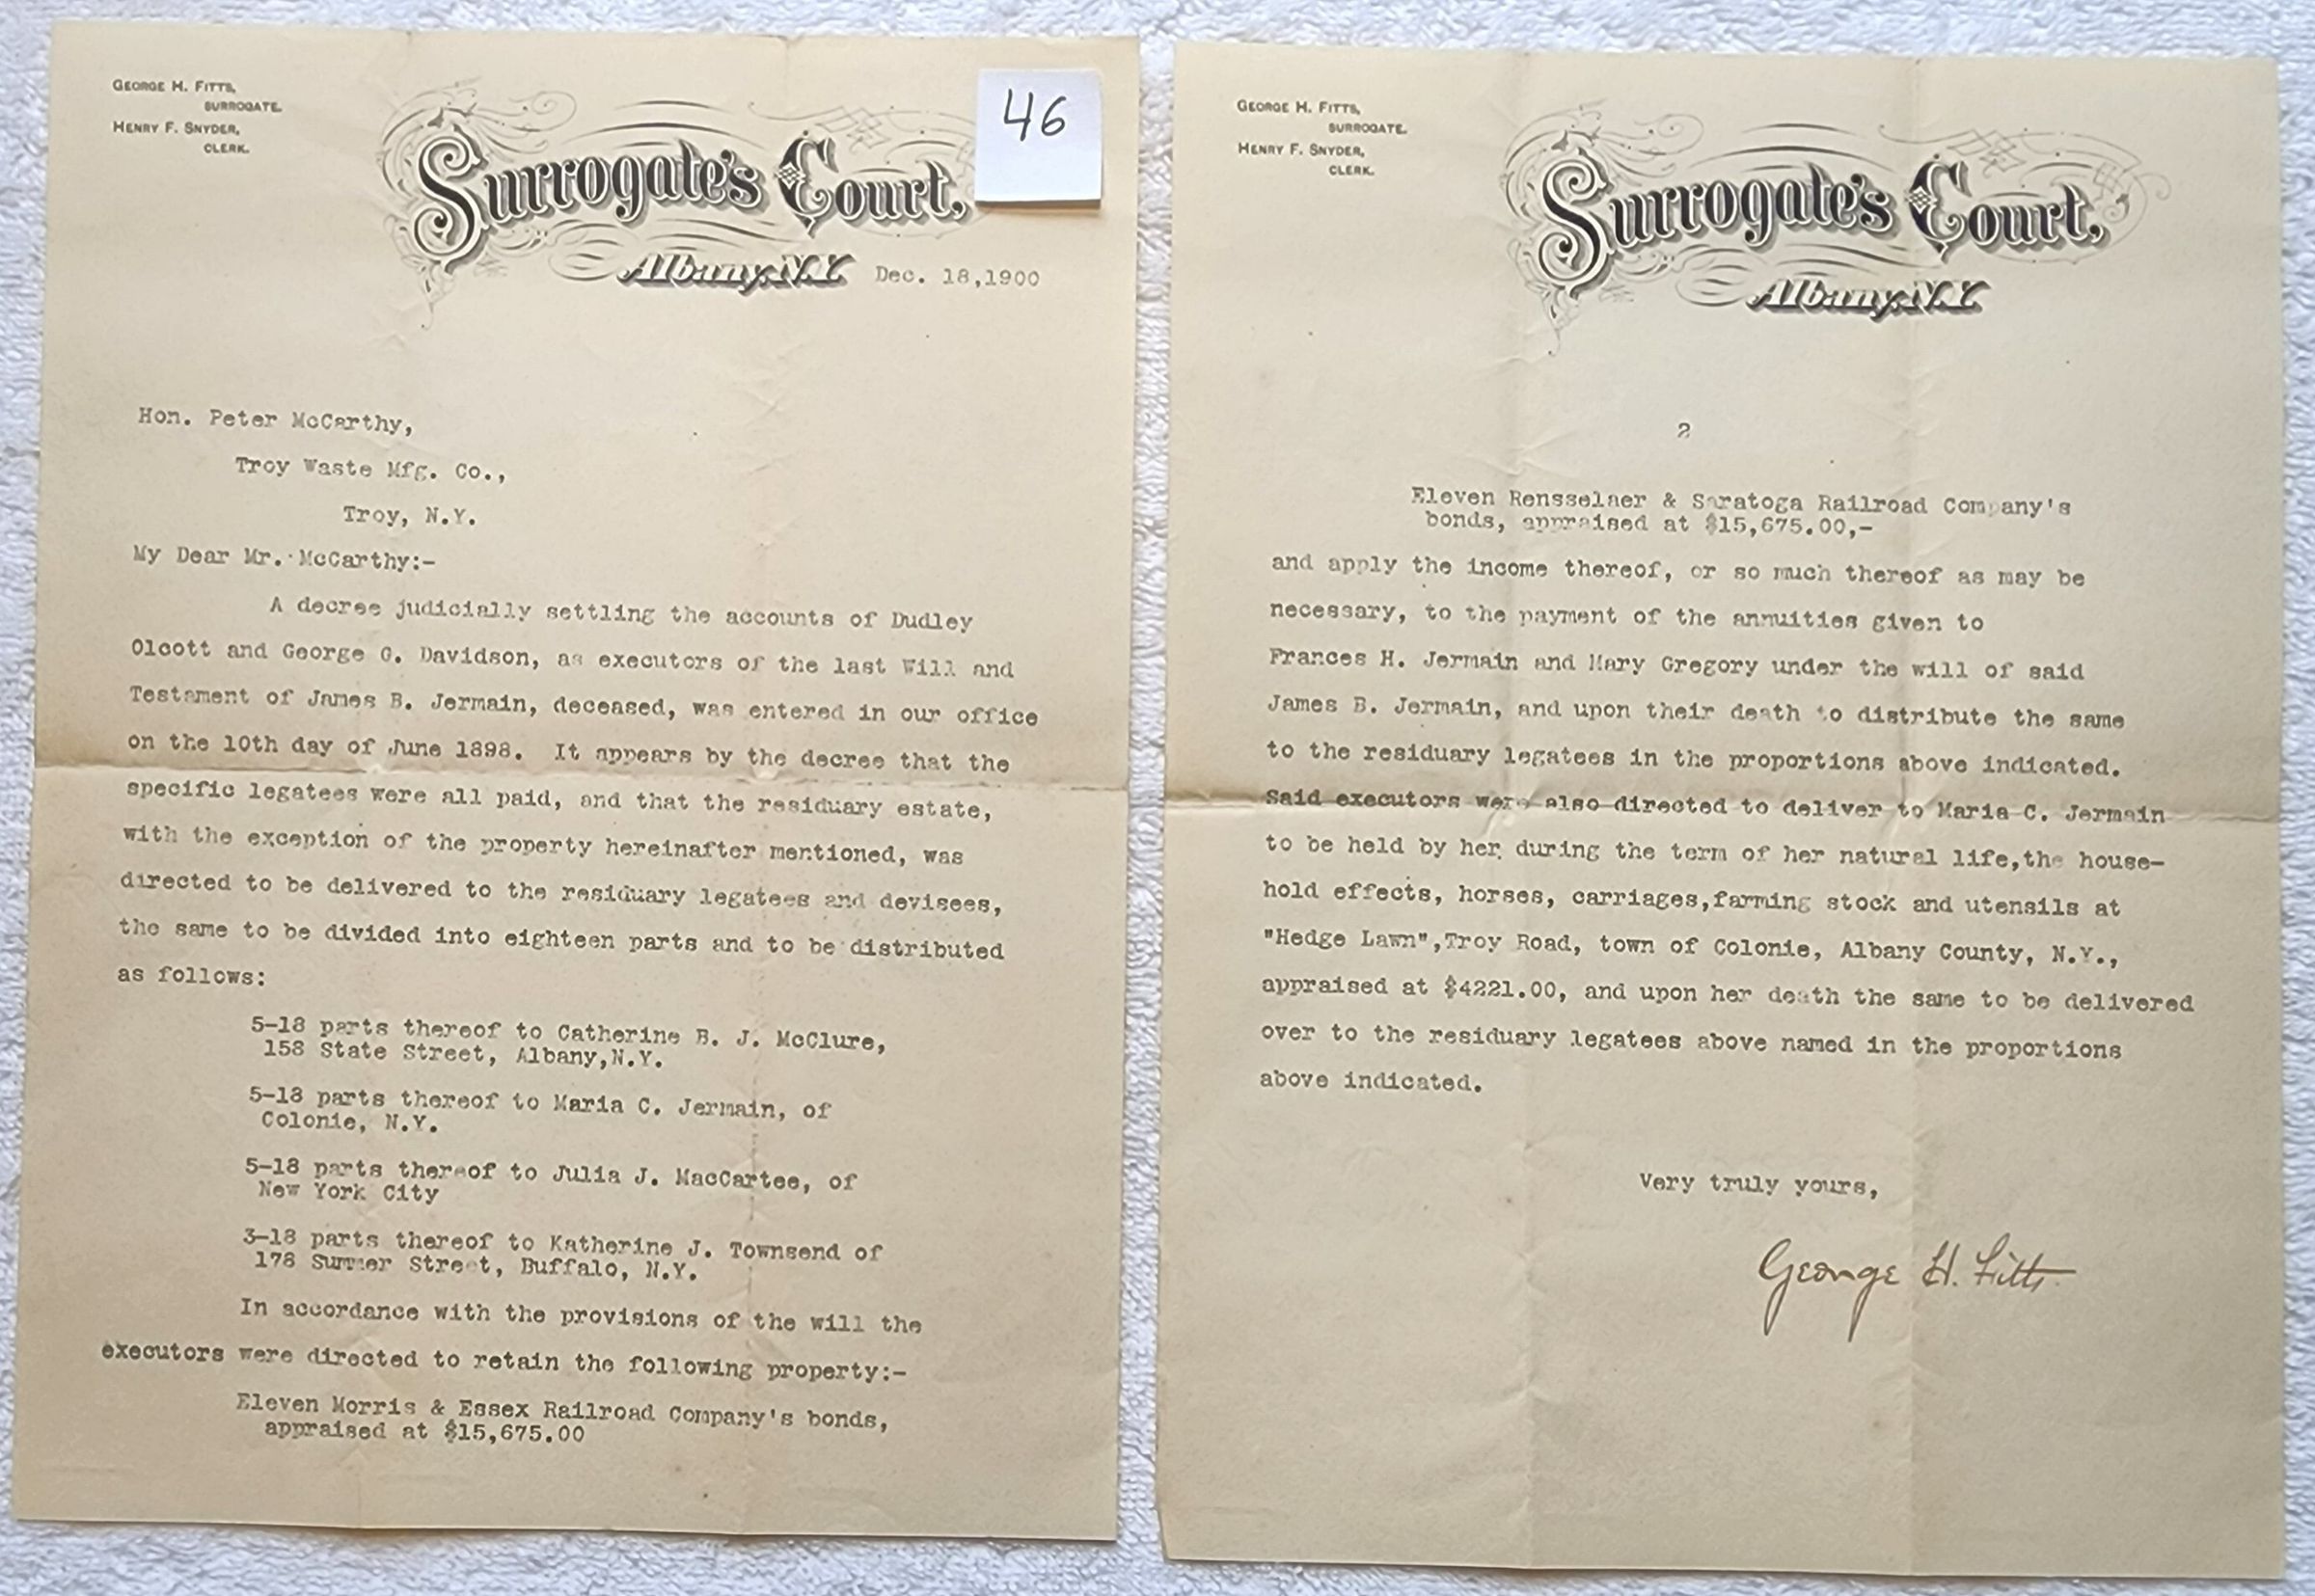 GEORGE H. FITTS,
SURROGATE.
HENRY F. SNYDER,
CLERK.
46
Surrogate's Court,
Albany, N.Y. Dec. 18,1900
Hon. Peter McCarthy,
Troy Waste Mfg. Co.,
Troy, N.Y.
My Dear Mr. McCarthy:-
A decree judicially settling the accounts of Dudley
Olcott and George G. Davidson, as executors of the last Will and
Testament of James B. Jermain, deceased, was entered in our office
on the 10th day of June 1898. It appears by the decree that the
specific legatees were all paid, and that the residuary estate,
with the exception of the property hereinafter mentioned, was
directed to be delivered to the residuary legatees and devisees,
the same to be divided into eighteen parts and to be distributed
as follows:
5-18 parts thereof to Catherine B. J. McClure,
158 State Street, Albany,N.Y.
5-18 parts thereof to Maria C. Jermain, of
Colonie, N.Y.
5-18 parts thereof to Julia J. MacCartee, of
New York City
3-18 parts thereof to Katherine J. Townsend of
178 Summer Street, Buffalo, N.Y.
In accordance with the provisions of the will the
executors were directed to retain the following property:-
Eleven Morris & Essex Railroad Company's bonds,
appraised at $15,675.00
GEORGE H. FITTS,
SURROGATE.
HENRY F. SNYDER,
CLERK.
Surrogate's Court,
Albany, N.Y.
2
Eleven Rensselaer & Saratoga Railroad Company's
bonds, appraised at $15,675.00,-
and apply the income thereof, or so much thereof as may be
necessary, to the payment of the annuities given to
Frances H. Jermain and Mary Gregory under the will of said
James B. Jermain, and upon their death to distribute the same
to the residuary legatees in the proportions above indicated.
Said executors were also directed to deliver to Maria C. Jermain
to be held by her during the term of her natural life,the house-
hold effects, horses, carriages,farming stock and utensils at
"Hedge Lawn",Troy Road, town of Colonie, Albany County, N.Y.,
appraised at $4221.00, and upon her death the same to be delivered
over to the residuary legatees above named in the proportions
above indicated.
Very truly yours,
George H. Fitts